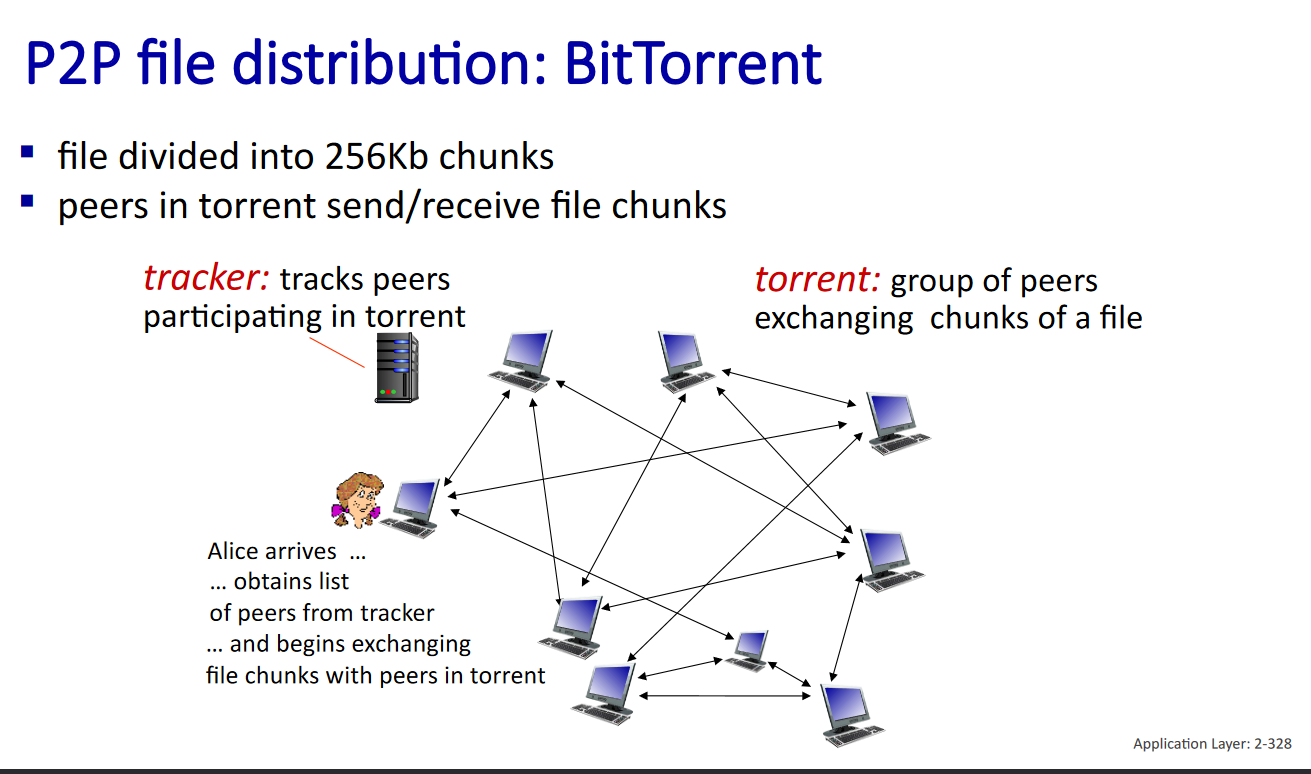 P2P file distribution: BitTorrent
file divided into 256Kb chunks
peers in torrent send/receive file chunks
tracker: tracks peers
participating in torrent
torrent: group of peers
exchanging chunks of a file
Alice arrives …
… obtains list
of peers from tracker
… and begins exchanging
file chunks with peers in torrent
Application Layer: 2-328